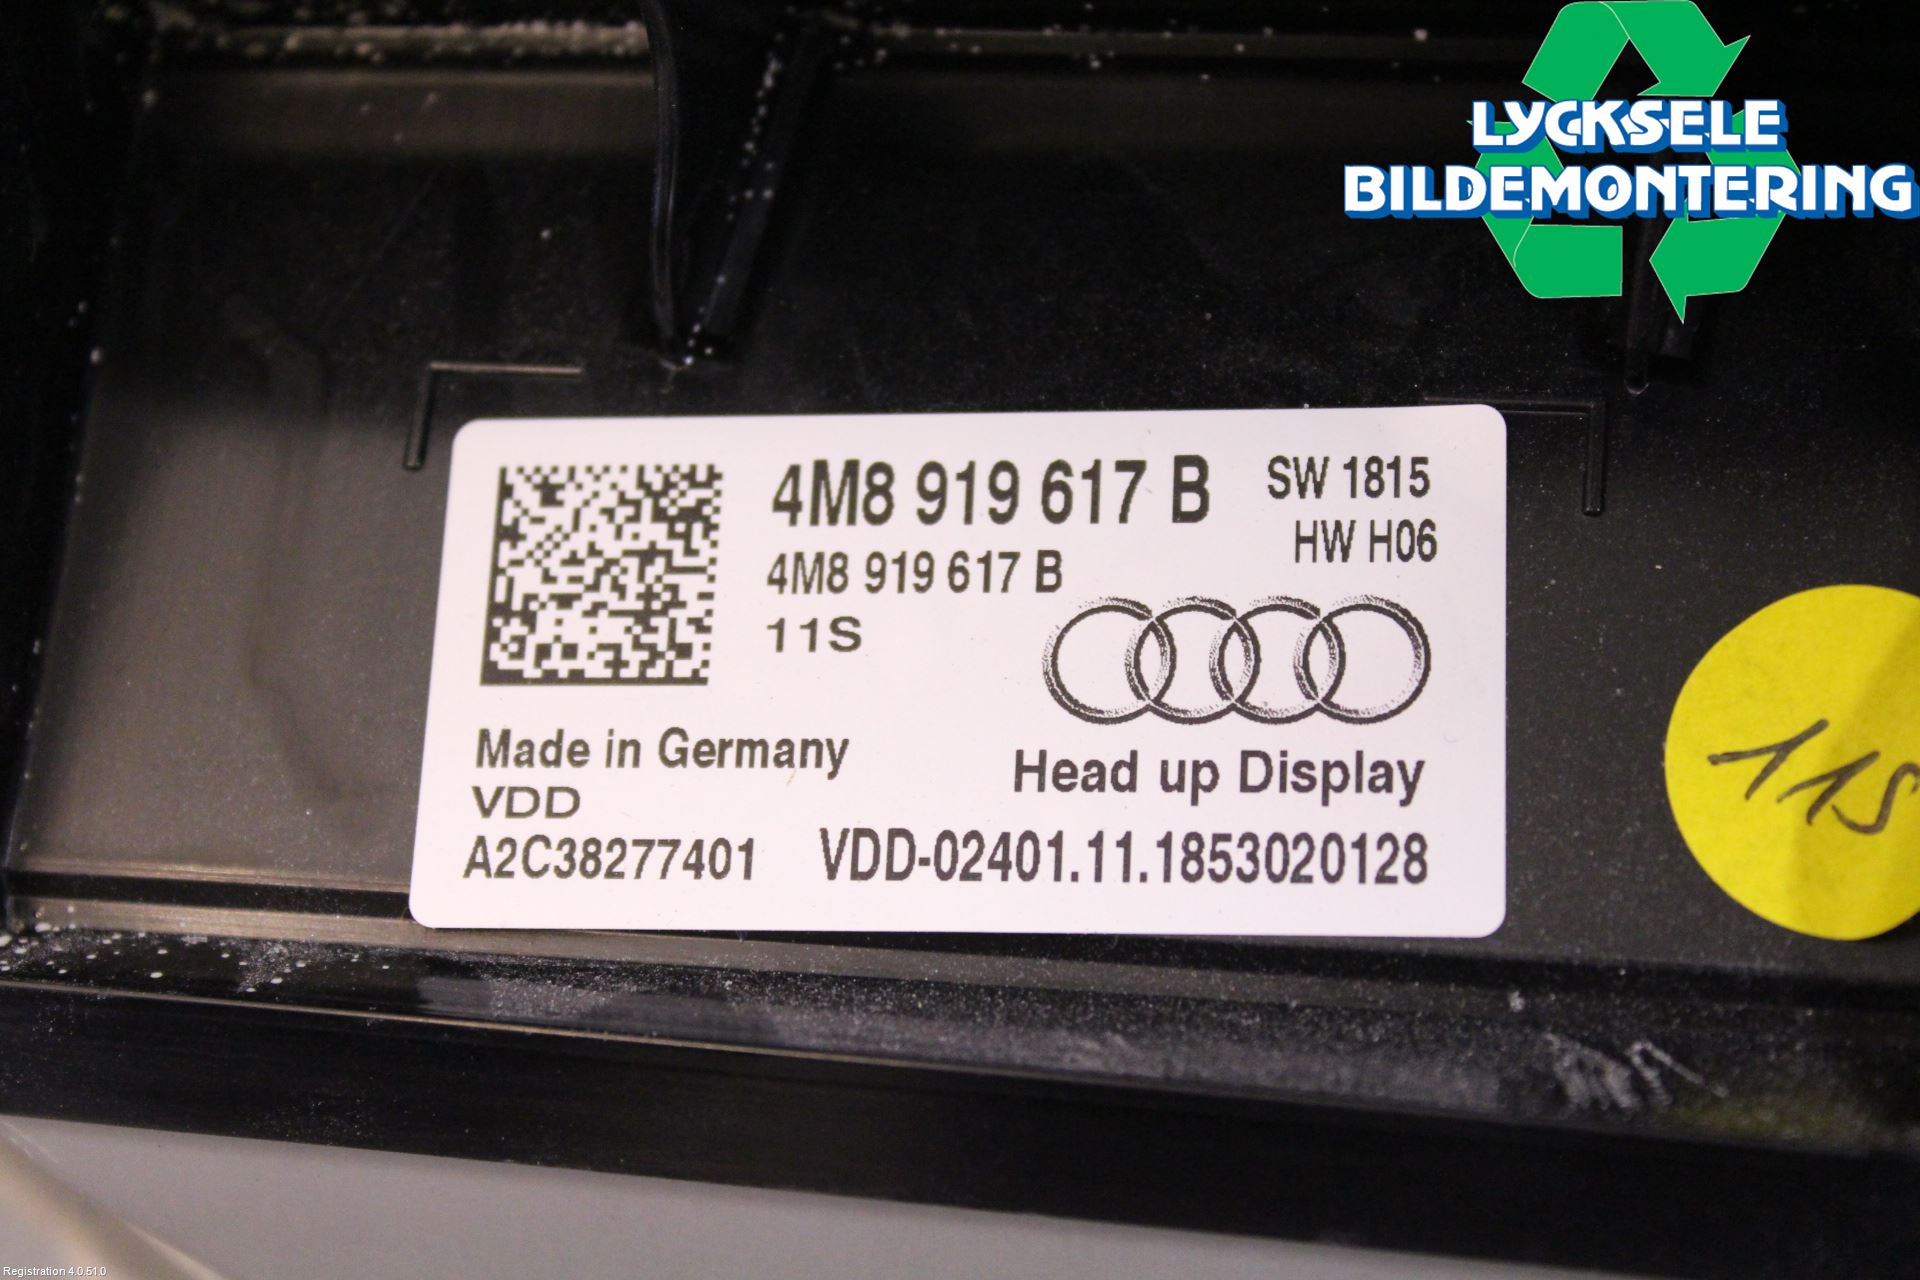 LYCKSELE
BILDEMONTERING
4M8 919 617 B
SW 1815
HW H06
4M8 919 617 B
11S
Made in Germany
Head up Display
VDD
A2C38277401
VDD-02401.11.1853020128
11S
Registration 4.0.51.0